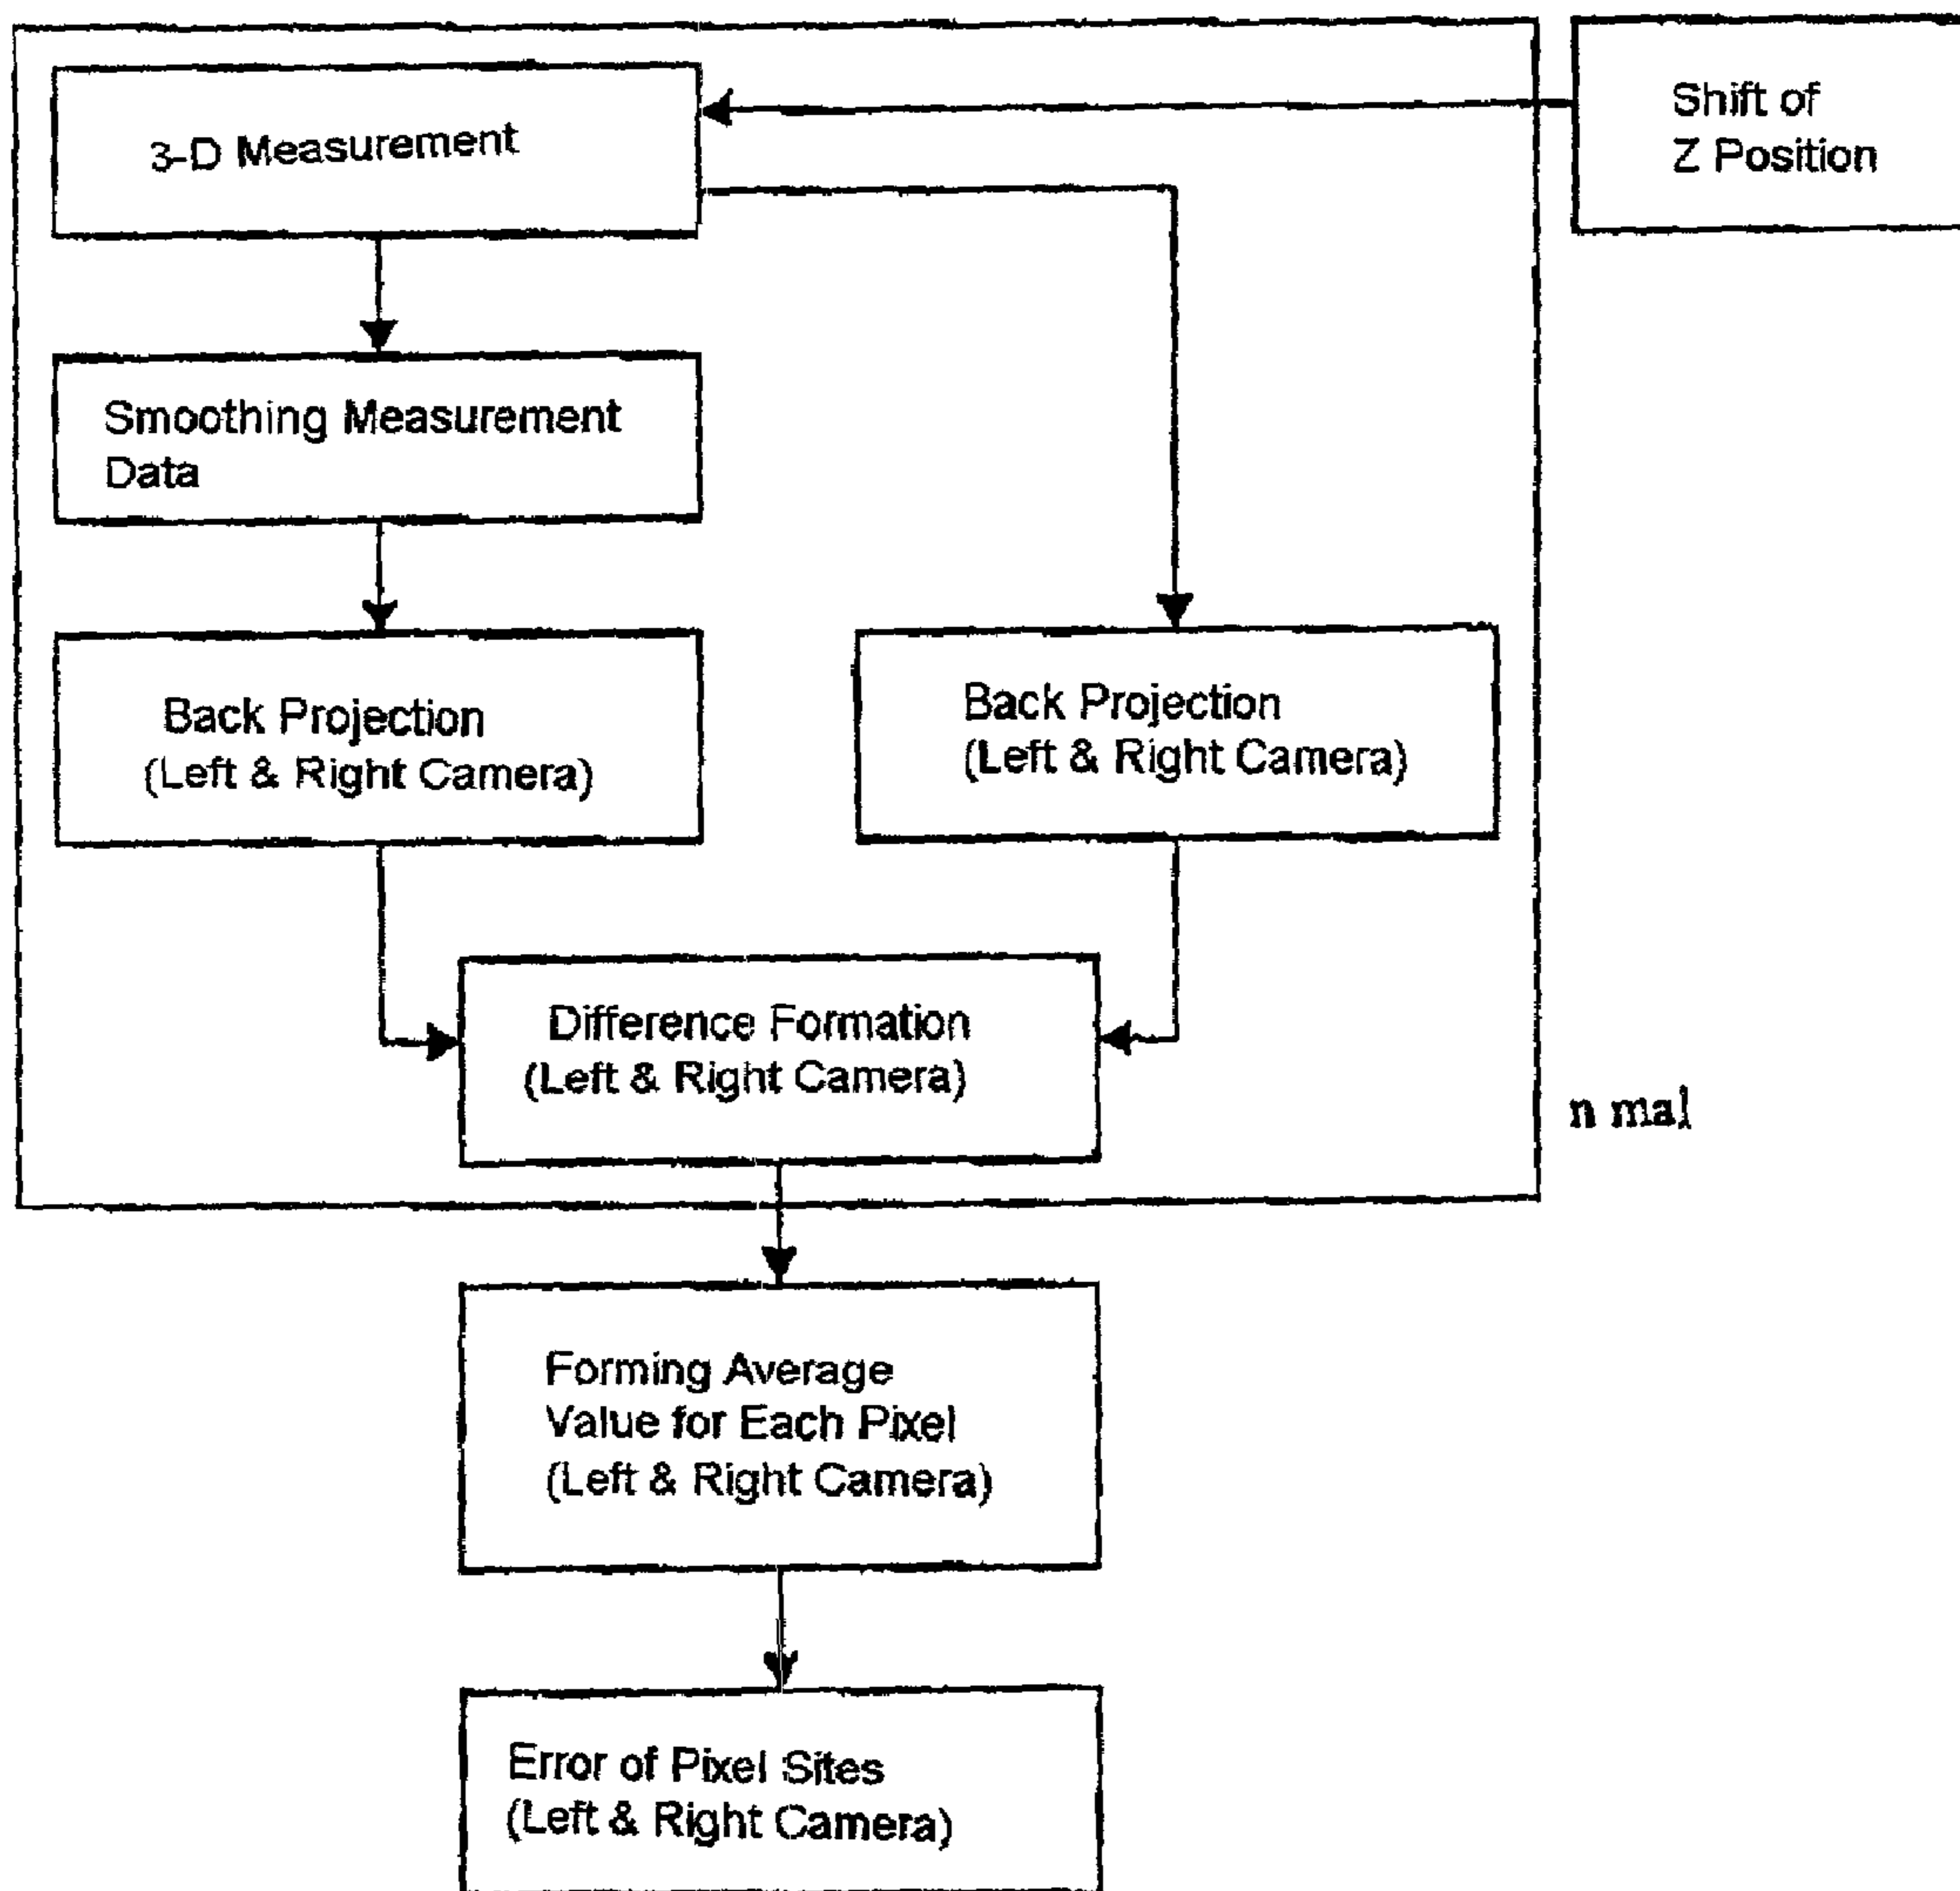 3-D Measurement
Shift of
Z Position
Smoothing Measurement
Data
Back Projection
(Left & Right Camera)
Back Projection
(Left & Right Camera)
Difference Formation
(Left & Right Camera)
n mal
Forming Average
Value for Each Pixel
(Left & Right Camera)
Error of Pixel Sites
(Left & Right Camera)